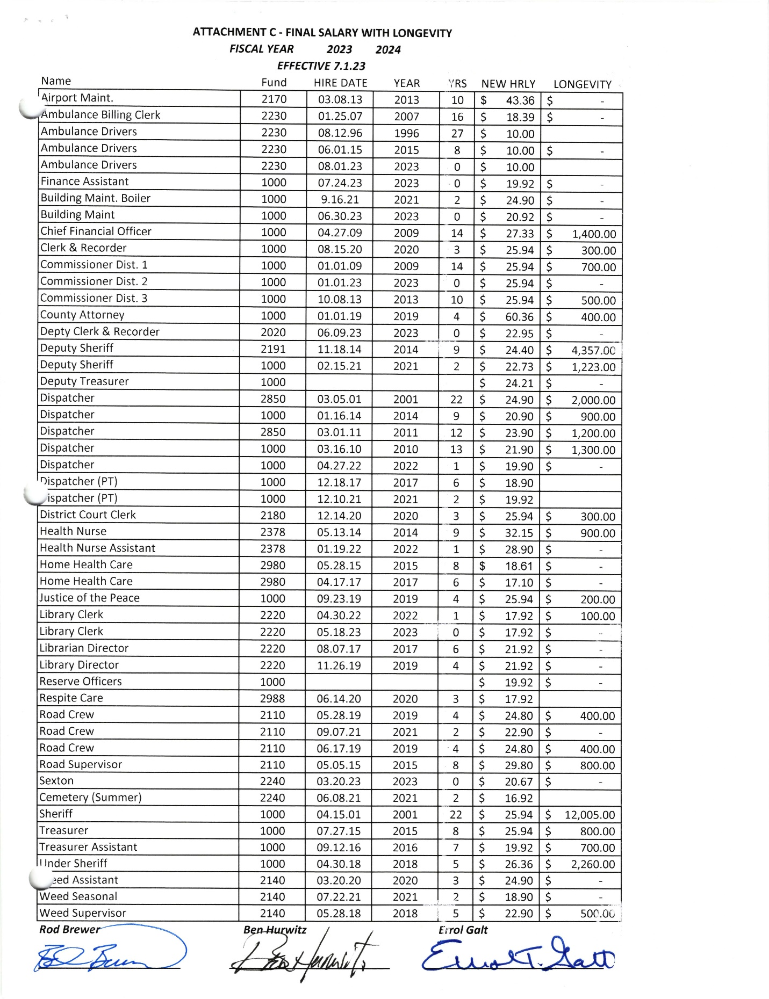 ATTACHMENT C - FINAL SALARY WITH LONGEVITY
FISCAL YEAR 2023 2024
EFFECTIVE 7.1.23
Name Fund HIRE DATE YEAR YRS NEW HRLY LONGEVITY
Airport Maint. 2170 03.08.13 2013 10 $ 43.36 $ -
Ambulance Billing Clerk 2230 01.25.07 2007 16 $ 18.39 $ -
Ambulance Drivers 2230 08.12.96 1996 27 $ 10.00
Ambulance Drivers 2230 06.01.15 2015 8 $ 10.00 $ -
Ambulance Drivers 2230 08.01.23 2023 0 $ 10.00
Finance Assistant 1000 07.24.23 2023 0 $ 19.92 $ -
Building Maint. Boiler 1000 9.16.21 2021 2 $ 24.90 $ -
Building Maint 1000 06.30.23 2023 0 $ 20.92 $ -
Chief Financial Officer 1000 04.27.09 2009 14 $ 27.33 $ 1,400.00
Clerk & Recorder 1000 08.15.20 2020 3 $ 25.94 $ 300.00
Commissioner Dist. 1 1000 01.01.09 2009 14 $ 25.94 $ 700.00
Commissioner Dist. 2 1000 01.01.23 2023 0 $ 25.94 $ -
Commissioner Dist. 3 1000 10.08.13 2013 10 $ 25.94 $ 500.00
County Attorney 1000 01.01.19 2019 4 $ 60.36 $ 400.00
Depty Clerk & Recorder 2020 06.09.23 2023 0 $ 22.95 $ -
Deputy Sheriff 2191 11.18.14 2014 9 $ 24.40 $ 4,357.00
Deputy Sheriff 1000 02.15.21 2021 2 $ 22.73 $ 1,223.00
Deputy Treasurer 1000 $ 24.21 $ -
Dispatcher 2850 03.05.01 2001 22 $ 24.90 $ 2,000.00
Dispatcher 1000 01.16.14 2014 9 $ 20.90 $ 900.00
Dispatcher 2850 03.01.11 2011 12 $ 23.90 $ 1,200.00
Dispatcher 1000 03.16.10 2010 13 $ 21.90 $ 1,300.00
Dispatcher 1000 04.27.22 2022 1 $ 19.90 $ -
Dispatcher (PT) 1000 12.18.17 2017 6 $ 18.90
ispatcher (PT) 1000 12.10.21 2021 2 $ 19.92
District Court Clerk 2180 12.14.20 2020 3 $ 25.94 $ 300.00
Health Nurse 2378 05.13.14 2014 9 $ 32.15 $ 900.00
Health Nurse Assistant 2378 01.19.22 2022 1 $ 28.90 $ -
Home Health Care 2980 05.28.15 2015 8 $ 18.61 $ -
Home Health Care 2980 04.17.17 2017 6 $ 17.10 $ -
Justice of the Peace 1000 09.23.19 2019 4 $ 25.94 $ 200.00
Library Clerk 2220 04.30.22 2022 1 $ 17.92 $ 100.00
Library Clerk 2220 05.18.23 2023 0 $ 17.92 $ -
Librarian Director 2220 08.07.17 2017 6 $ 21.92 $ -
Library Director 2220 11.26.19 2019 4 $ 21.92 $ -
Reserve Officers 1000 $ 19.92 $ -
Respite Care 2988 06.14.20 2020 3 $ 17.92
Road Crew 2110 05.28.19 2019 4 $ 24.80 $ 400.00
Road Crew 2110 09.07.21 2021 2 $ 22.90 $ -
Road Crew 2110 06.17.19 2019 4 $ 24.80 $ 400.00
Road Supervisor 2110 05.05.15 2015 8 $ 29.80 $ 800.00
Sexton 2240 03.20.23 2023 0 $ 20.67 $ -
Cemetery (Summer) 2240 06.08.21 2021 2 $ 16.92
Sheriff 1000 04.15.01 2001 22 $ 25.94 $ 12,005.00
Treasurer 1000 07.27.15 2015 8 $ 25.94 $ 800.00
Treasurer Assistant 1000 09.12.16 2016 7 $ 19.92 $ 700.00
Under Sheriff 1000 04.30.18 2018 5 $ 26.36 $ 2,260.00
eed Assistant 2140 03.20.20 2020 3 $ 24.90 $ -
Weed Seasonal 2140 07.22.21 2021 2 $ 18.90 $ -
Weed Supervisor 2140 05.28.18 2018 5 $ 22.90 $ 500.00
Rod Brewer Ben Hurwitz Errol Galt
Ben Hurwitz Errol T. Galt